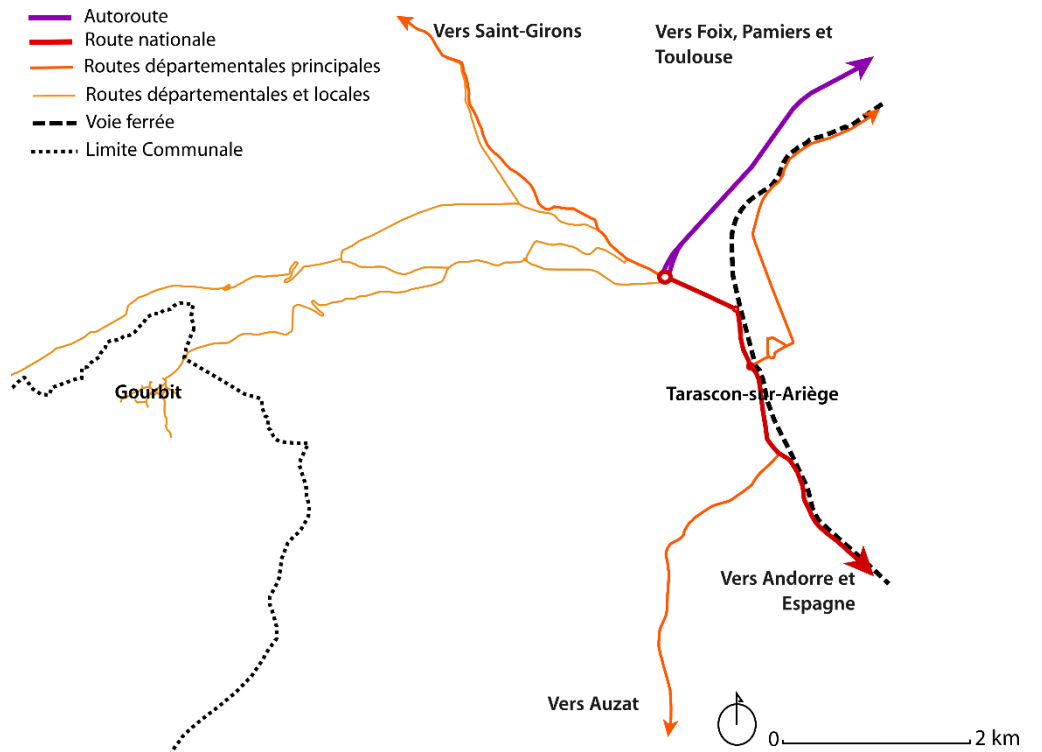 Autoroute
Route nationale
Routes départementales principales
Routes départementales et locales
Voie ferrée
Limite Communale
Vers Saint-Girons
Vers Foix, Pamiers et
Toulouse
Gourbit
Tarascon-sur-Ariège
Vers Andorre et
Espagne
Vers Auzat
0
2 km